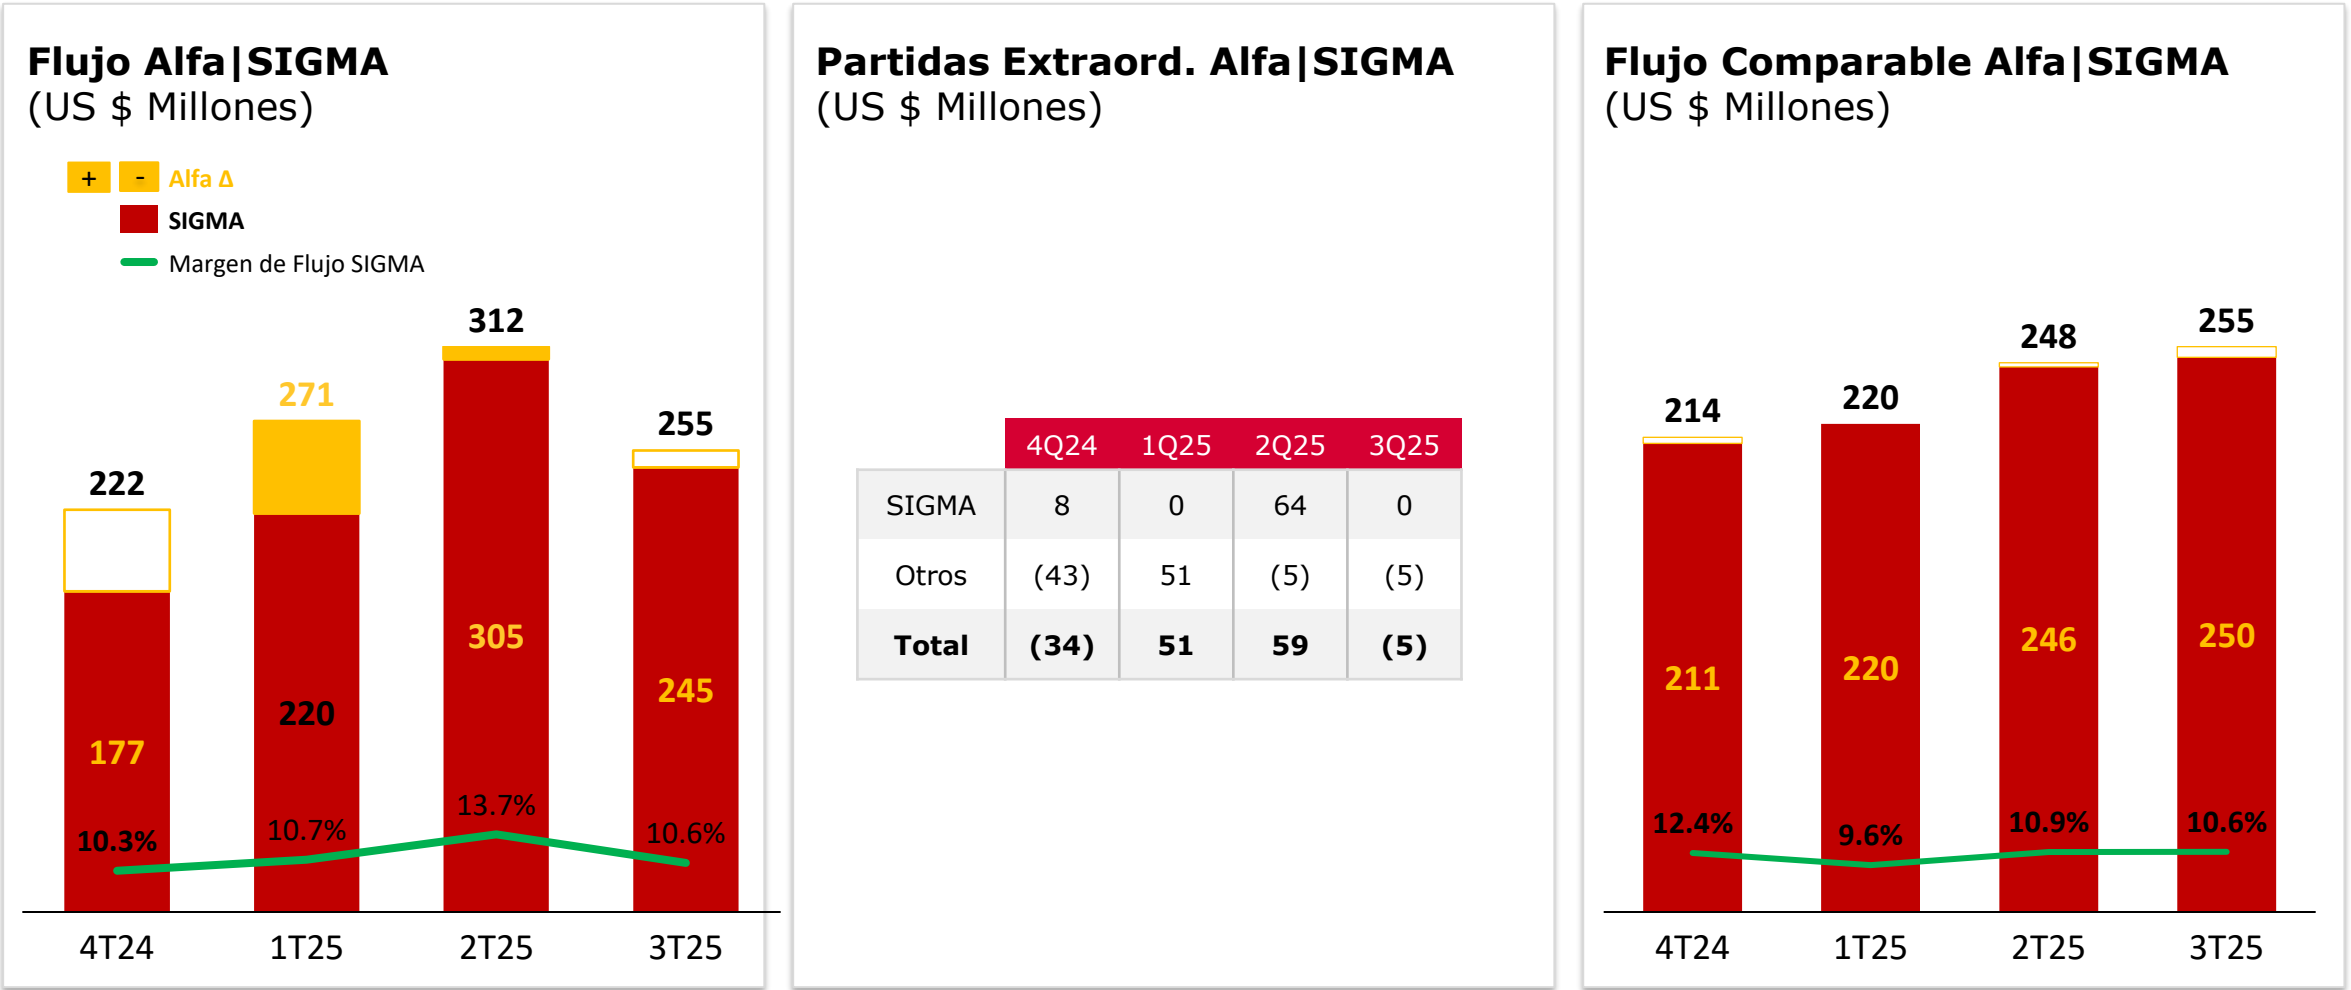 Flujo Alfa|SIGMA
(US $ Millones)
+ - Alfa Δ
SIGMA
Margen de Flujo SIGMA
222
271
312
255
177
220
305
245
10.3%
10.7%
13.7%
10.6%
4T24 1T25 2T25 3T25
Partidas Extraord. Alfa|SIGMA
(US $ Millones)
4Q24 1Q25 2Q25 3Q25
SIGMA 8 0 64 0
Otros (43) 51 (5) (5)
Total (34) 51 59 (5)
Flujo Comparable Alfa|SIGMA
(US $ Millones)
214
220
248
255
211
220
246
250
12.4%
9.6%
10.9%
10.6%
4T24 1T25 2T25 3T25